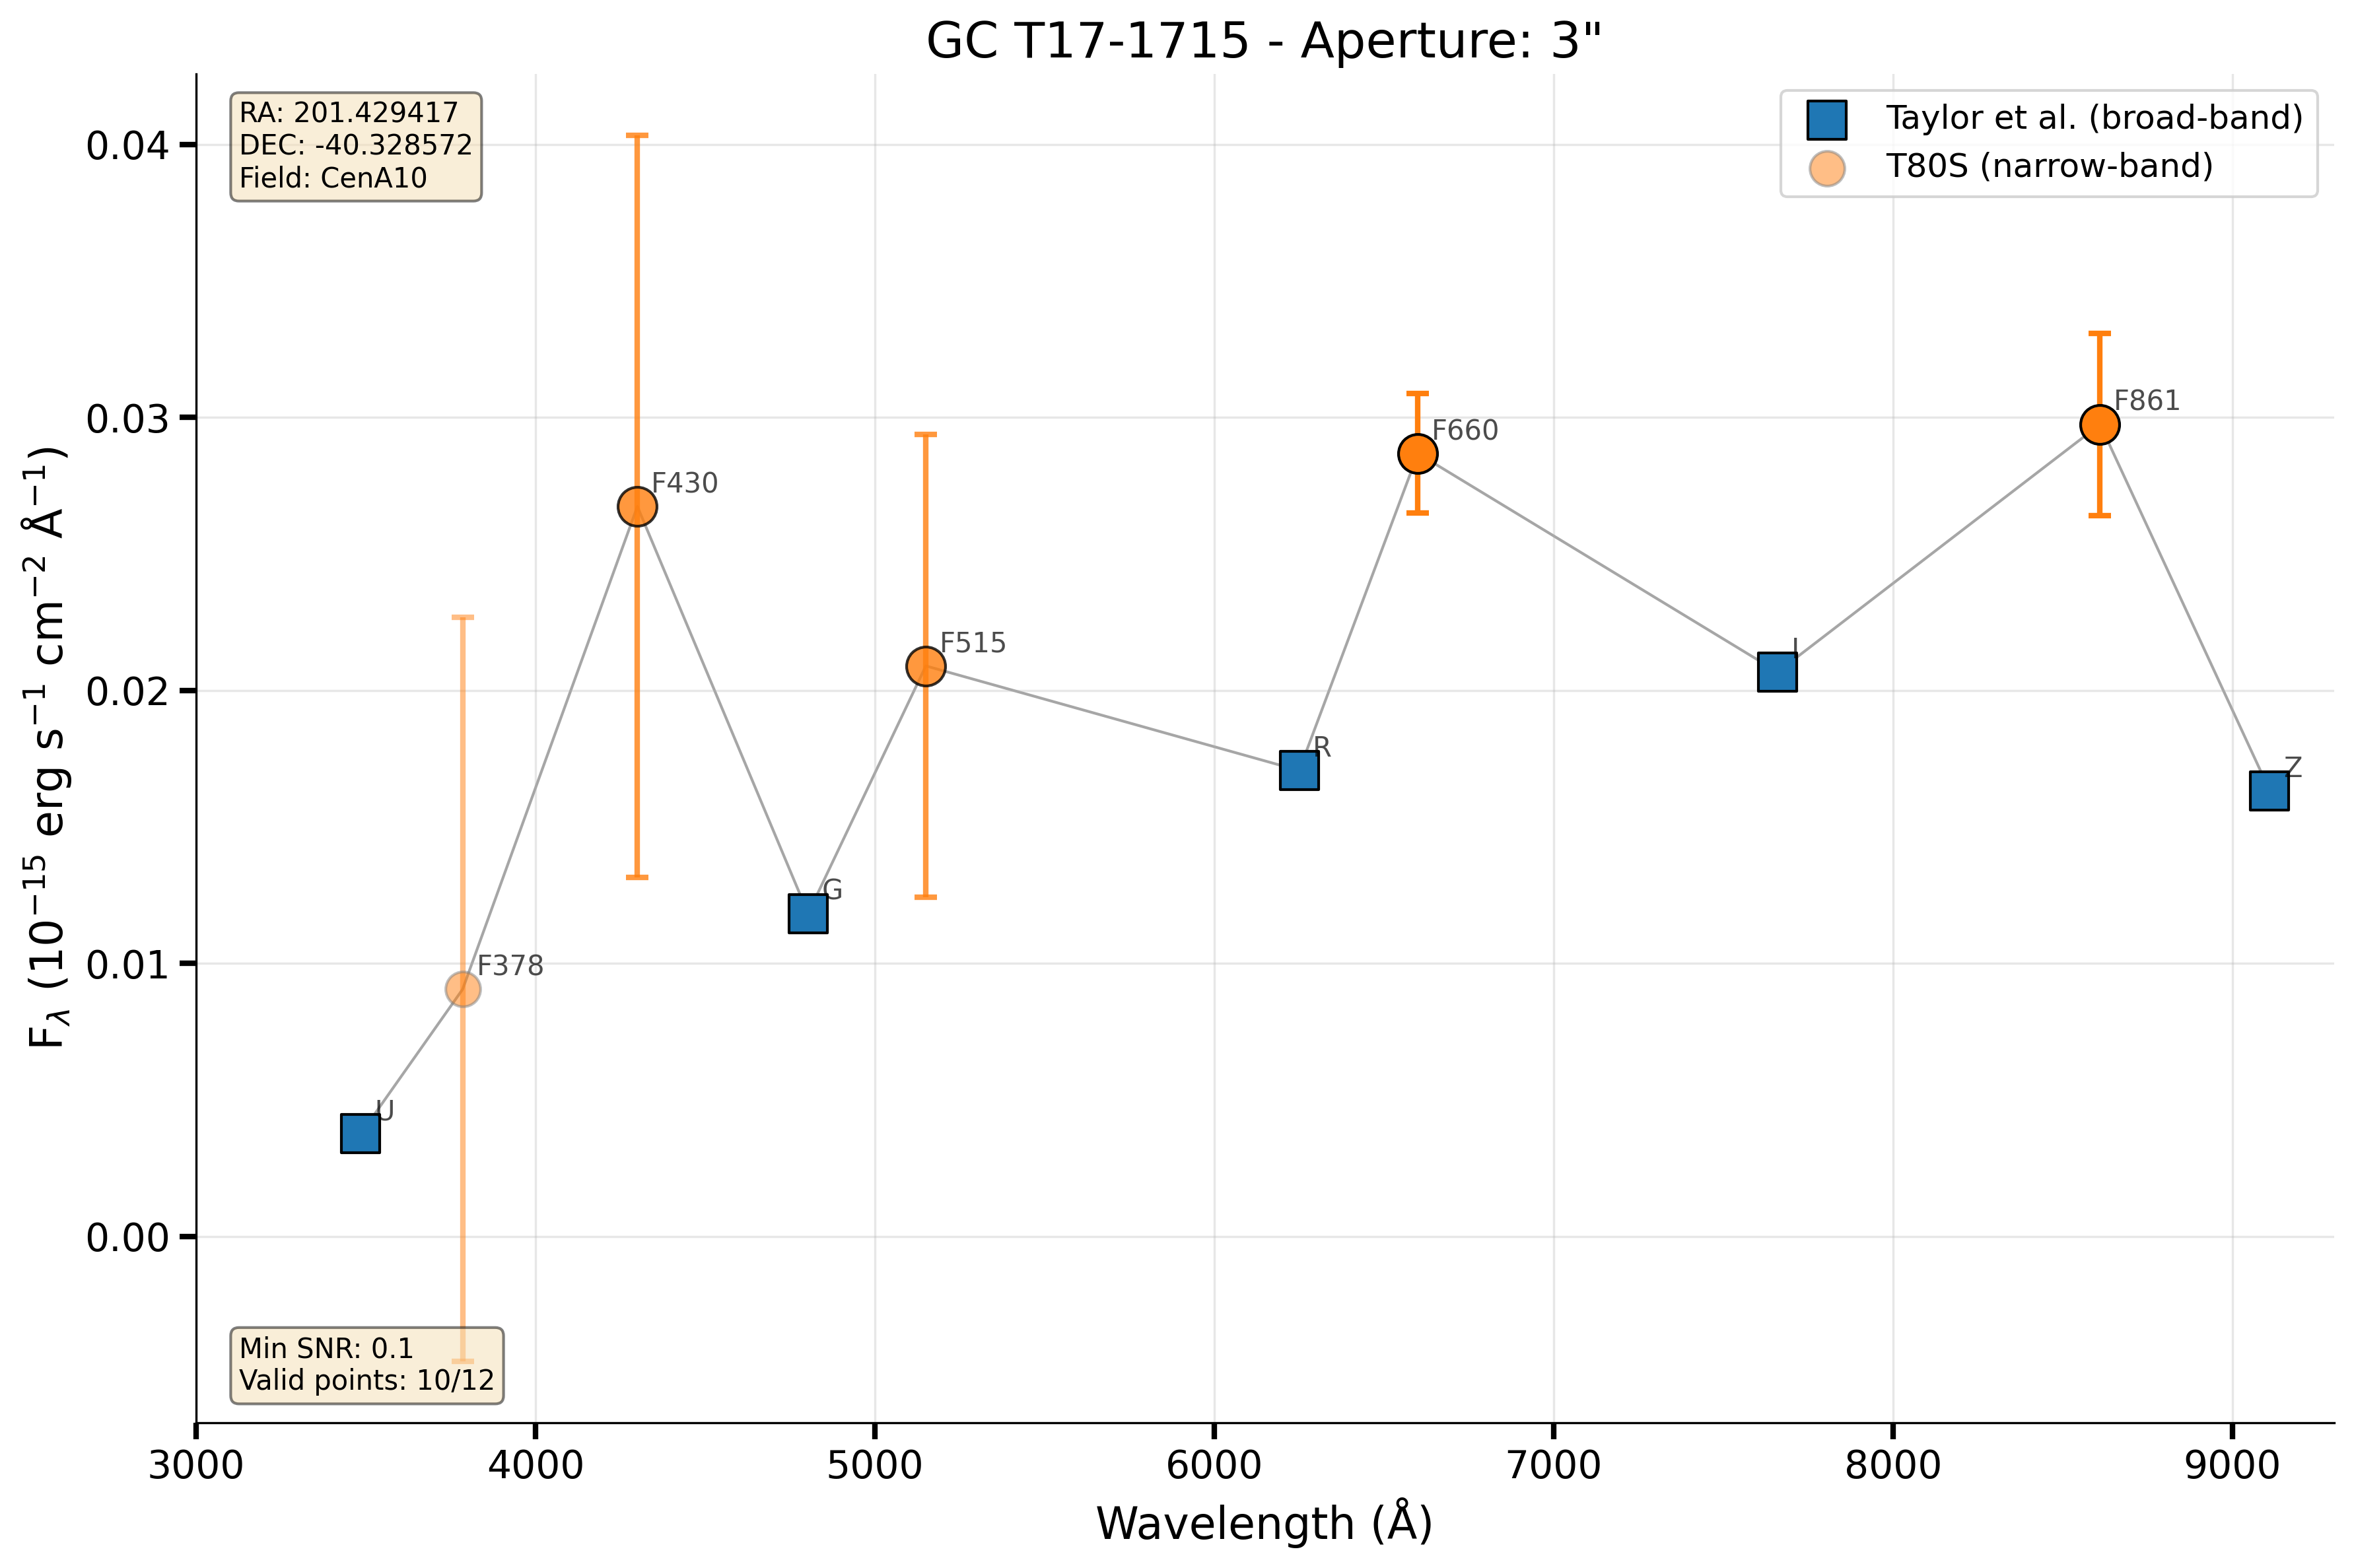 GC T17-1715 - Aperture: 3"
RA: 201.429417
DEC: -40.328572
Field: CenA10
Taylor et al. (broad-band)
T80S (narrow-band)
0.04
0.03
0.02
0.01
0.00
F$_{λ}$ (10$^{−15}$ erg s$^{−1}$ cm$^{−2}$ Å$^{−1}$)
U
F378
F430
G
F515
R
F660
I
F861
Z
Min SNR: 0.1
Valid points: 10/12
3000 4000 5000 6000 7000 8000 9000
Wavelength (Å)